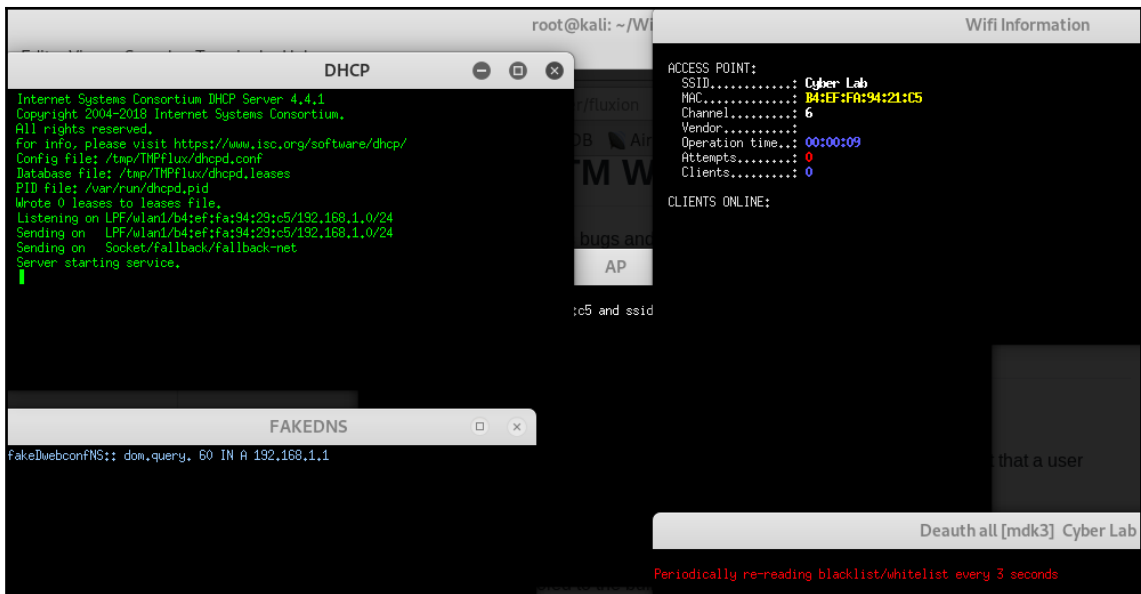 root@kali: ~/Wi
DHCP
Internet Systems Consortium DHCP Server 4.4.1
Copyright 2004-2018 Internet Systems Consortium.
All rights reserved.
For info, please visit https://www.isc.org/software/dhcp/
Config file: /tmp/TMPflux/dhcpd.conf
Database file: /tmp/TMPflux/dhcpd.leases
PID file: /var/run/dhcpd.pid
Wrote 0 leases to leases file.
Listening on LPF/wlan1/b4:ef:fa:94:29:c5/192.168.1.0/24
Sending on   LPF/wlan1/b4:ef:fa:94:29:c5/192.168.1.0/24
Sending on   Socket/fallback/fallback-net
Server starting service.
r/fluxion
DB Air
TM W
bugs and
AP
:c5 and ssid
Wifi Information
ACCESS POINT:
SSID............: Cyber Lab
MAC.............: B4:EF:FA:94:21:C5
Channel.........: 6
Vendor..........:
Operation time..: 00:00:09
Attempts........: 0
Clients.........: 0
CLIENTS ONLINE:
FAKEDNS
fakeDwebconfNS:: dom.query. 60 IN A 192.168.1.1
that a user
Deauth all [mdk3]  Cyber Lab
Periodically re-reading blacklist/whitelist every 3 seconds